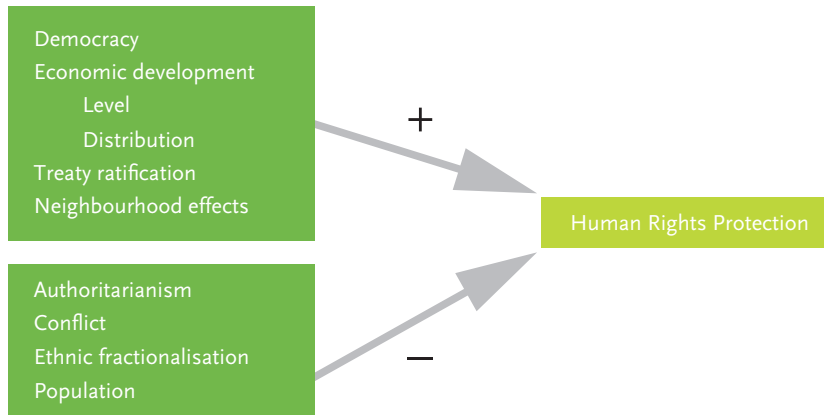 Democracy
Economic development
Level
Distribution
Treaty ratification
Neighbourhood effects
+
Human Rights Protection
Authoritarianism
Conflict
Ethnic fractionalisation
Population
–